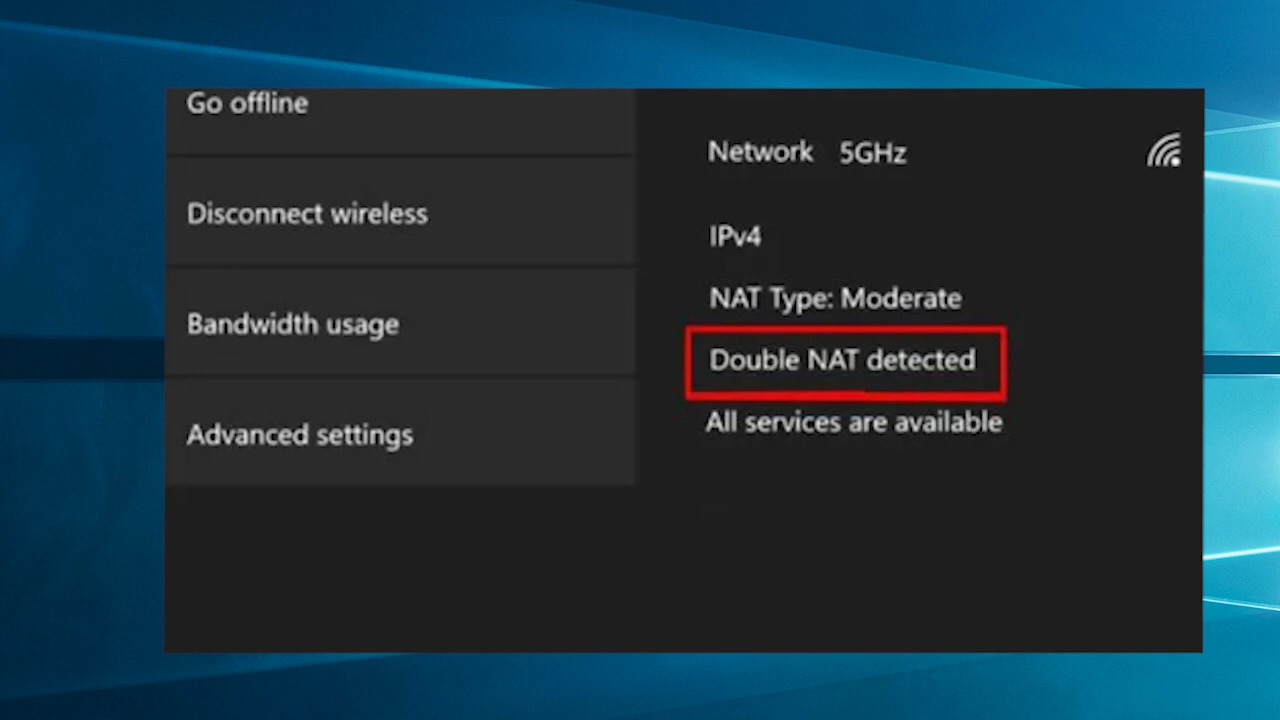 Go offline
Disconnect wireless
Bandwidth usage
Advanced settings
Network 5GHz
IPv4
NAT Type: Moderate
Double NAT detected
All services are available